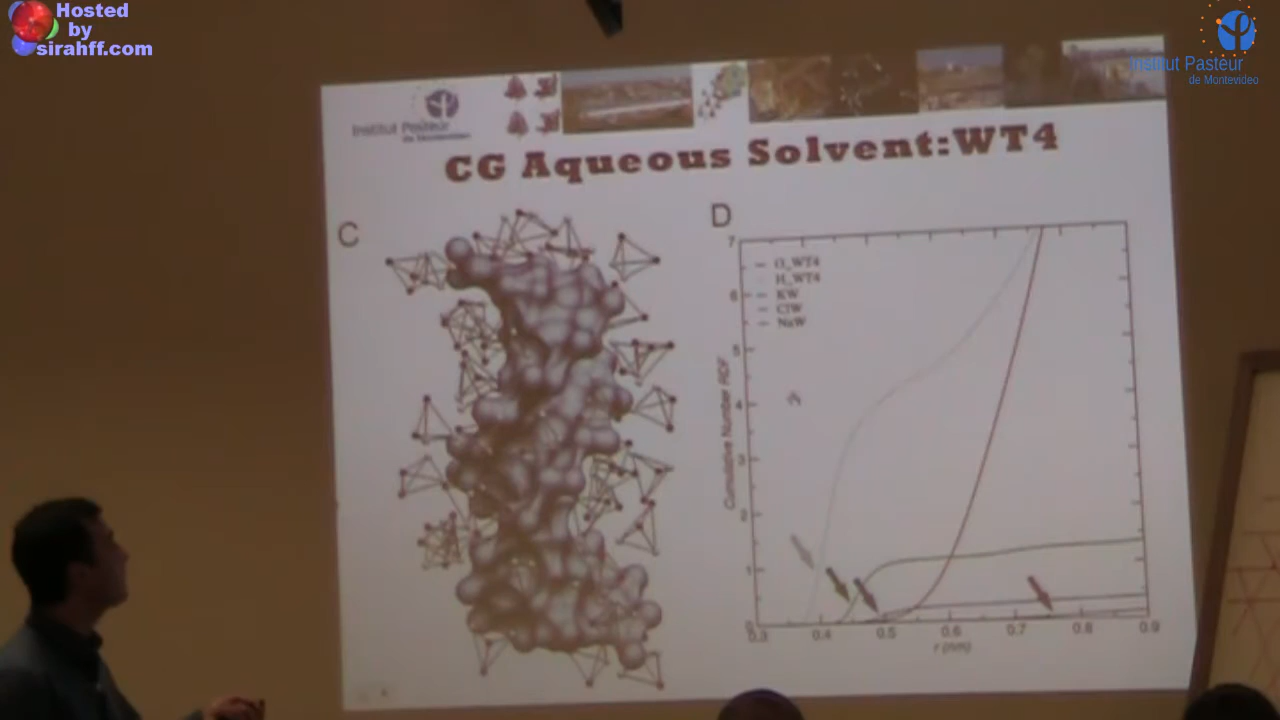 Hosted
by
sirahff.com
Institut Pasteur
de Montevideo
Institut Pasteur
de Montevideo
CG Aqueous Solvent:WT4
C
D
7
6
5
4
3
2
1
0
Cumulative Number RDF
H_WT4
KW
ClW
NaW
0.3 0.4 0.5 0.6 0.7 0.8 0.9
r (nm)